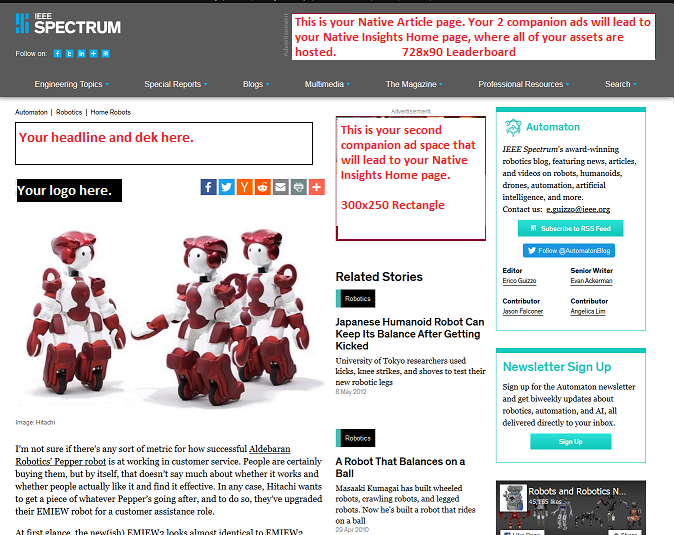 IEEE
SPECTRUM
Follow on:
Advertisement
This is your Native Article page. Your 2 companion ads will lead to
your Native Insights Home page, where all of your assets are
hosted. 728x90 Leaderboard
Engineering Topics
Special Reports
Blogs
Multimedia
The Magazine
Professional Resources
Search
Automaton | Robotics | Home Robots
Your headline and dek here.
Your logo here.
Image: Hitachi
I'm not sure if there's any sort of metric for how successful Aldebaran
Robotics' Pepper robot is at working in customer service. People are certainly
buying them, but by itself, that doesn't say much about whether it works and
whether people actually like it and find it effective. In any case, Hitachi wants
to get a piece of whatever Pepper's going after, and to do so, they've upgraded
their EMIEW robot for a customer assistance role.
At first glance, the new(ish) EMIEW3 looks almost identical to EMIEW2
Advertisement
This is your second
companion ad space that
will lead to your Native
Insights Home page.
300x250 Rectangle
Related Stories
Robotics
Japanese Humanoid Robot Can
Keep Its Balance After Getting
Kicked
University of Tokyo researchers used
kicks, knee strikes, and shoves to test their
new robotic legs
8 May 2012
Robotics
A Robot That Balances on a
Ball
Masaaki Kumagai has built wheeled
robots, crawling robots, and legged
robots. Now he's built a robot that rides
on a ball
29 Apr 2010
Automaton
IEEE Spectrum's award-winning
robotics blog, featuring news, articles,
and videos on robots, humanoids,
drones, automation, artificial
intelligence, and more.
Contact us: e.guizzo@ieee.org
Subscribe to RSS Feed
Follow @AutomatonBlog
Editor
Erico Guizzo
Senior Writer
Evan Ackerman
Contributor
Jason Falconer
Contributor
Angelica Lim
Newsletter Sign Up
Sign up for the Automaton newsletter
and get biweekly updates about
robotics, automation, and AI, all
delivered directly to your inbox.
Sign Up
Robots and Robotics N...
likes